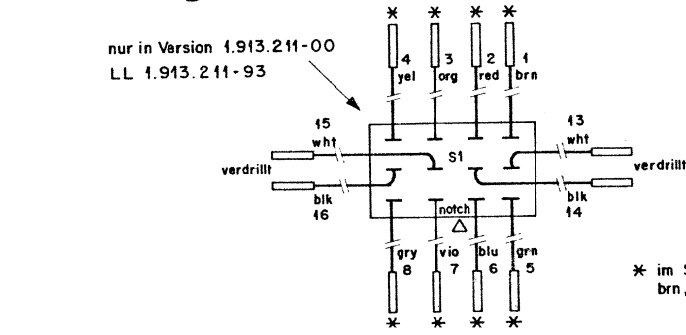 nur in Version 1.913.211-00
LL 1.913.211-93
* * * *
4 3 2 1
yel org red brn
15 13
wht wht
S1
verdrillt verdrillt
blk blk
16 14
notch
gry vio blu grn
8 7 6 5
* * * *
* im
brn,